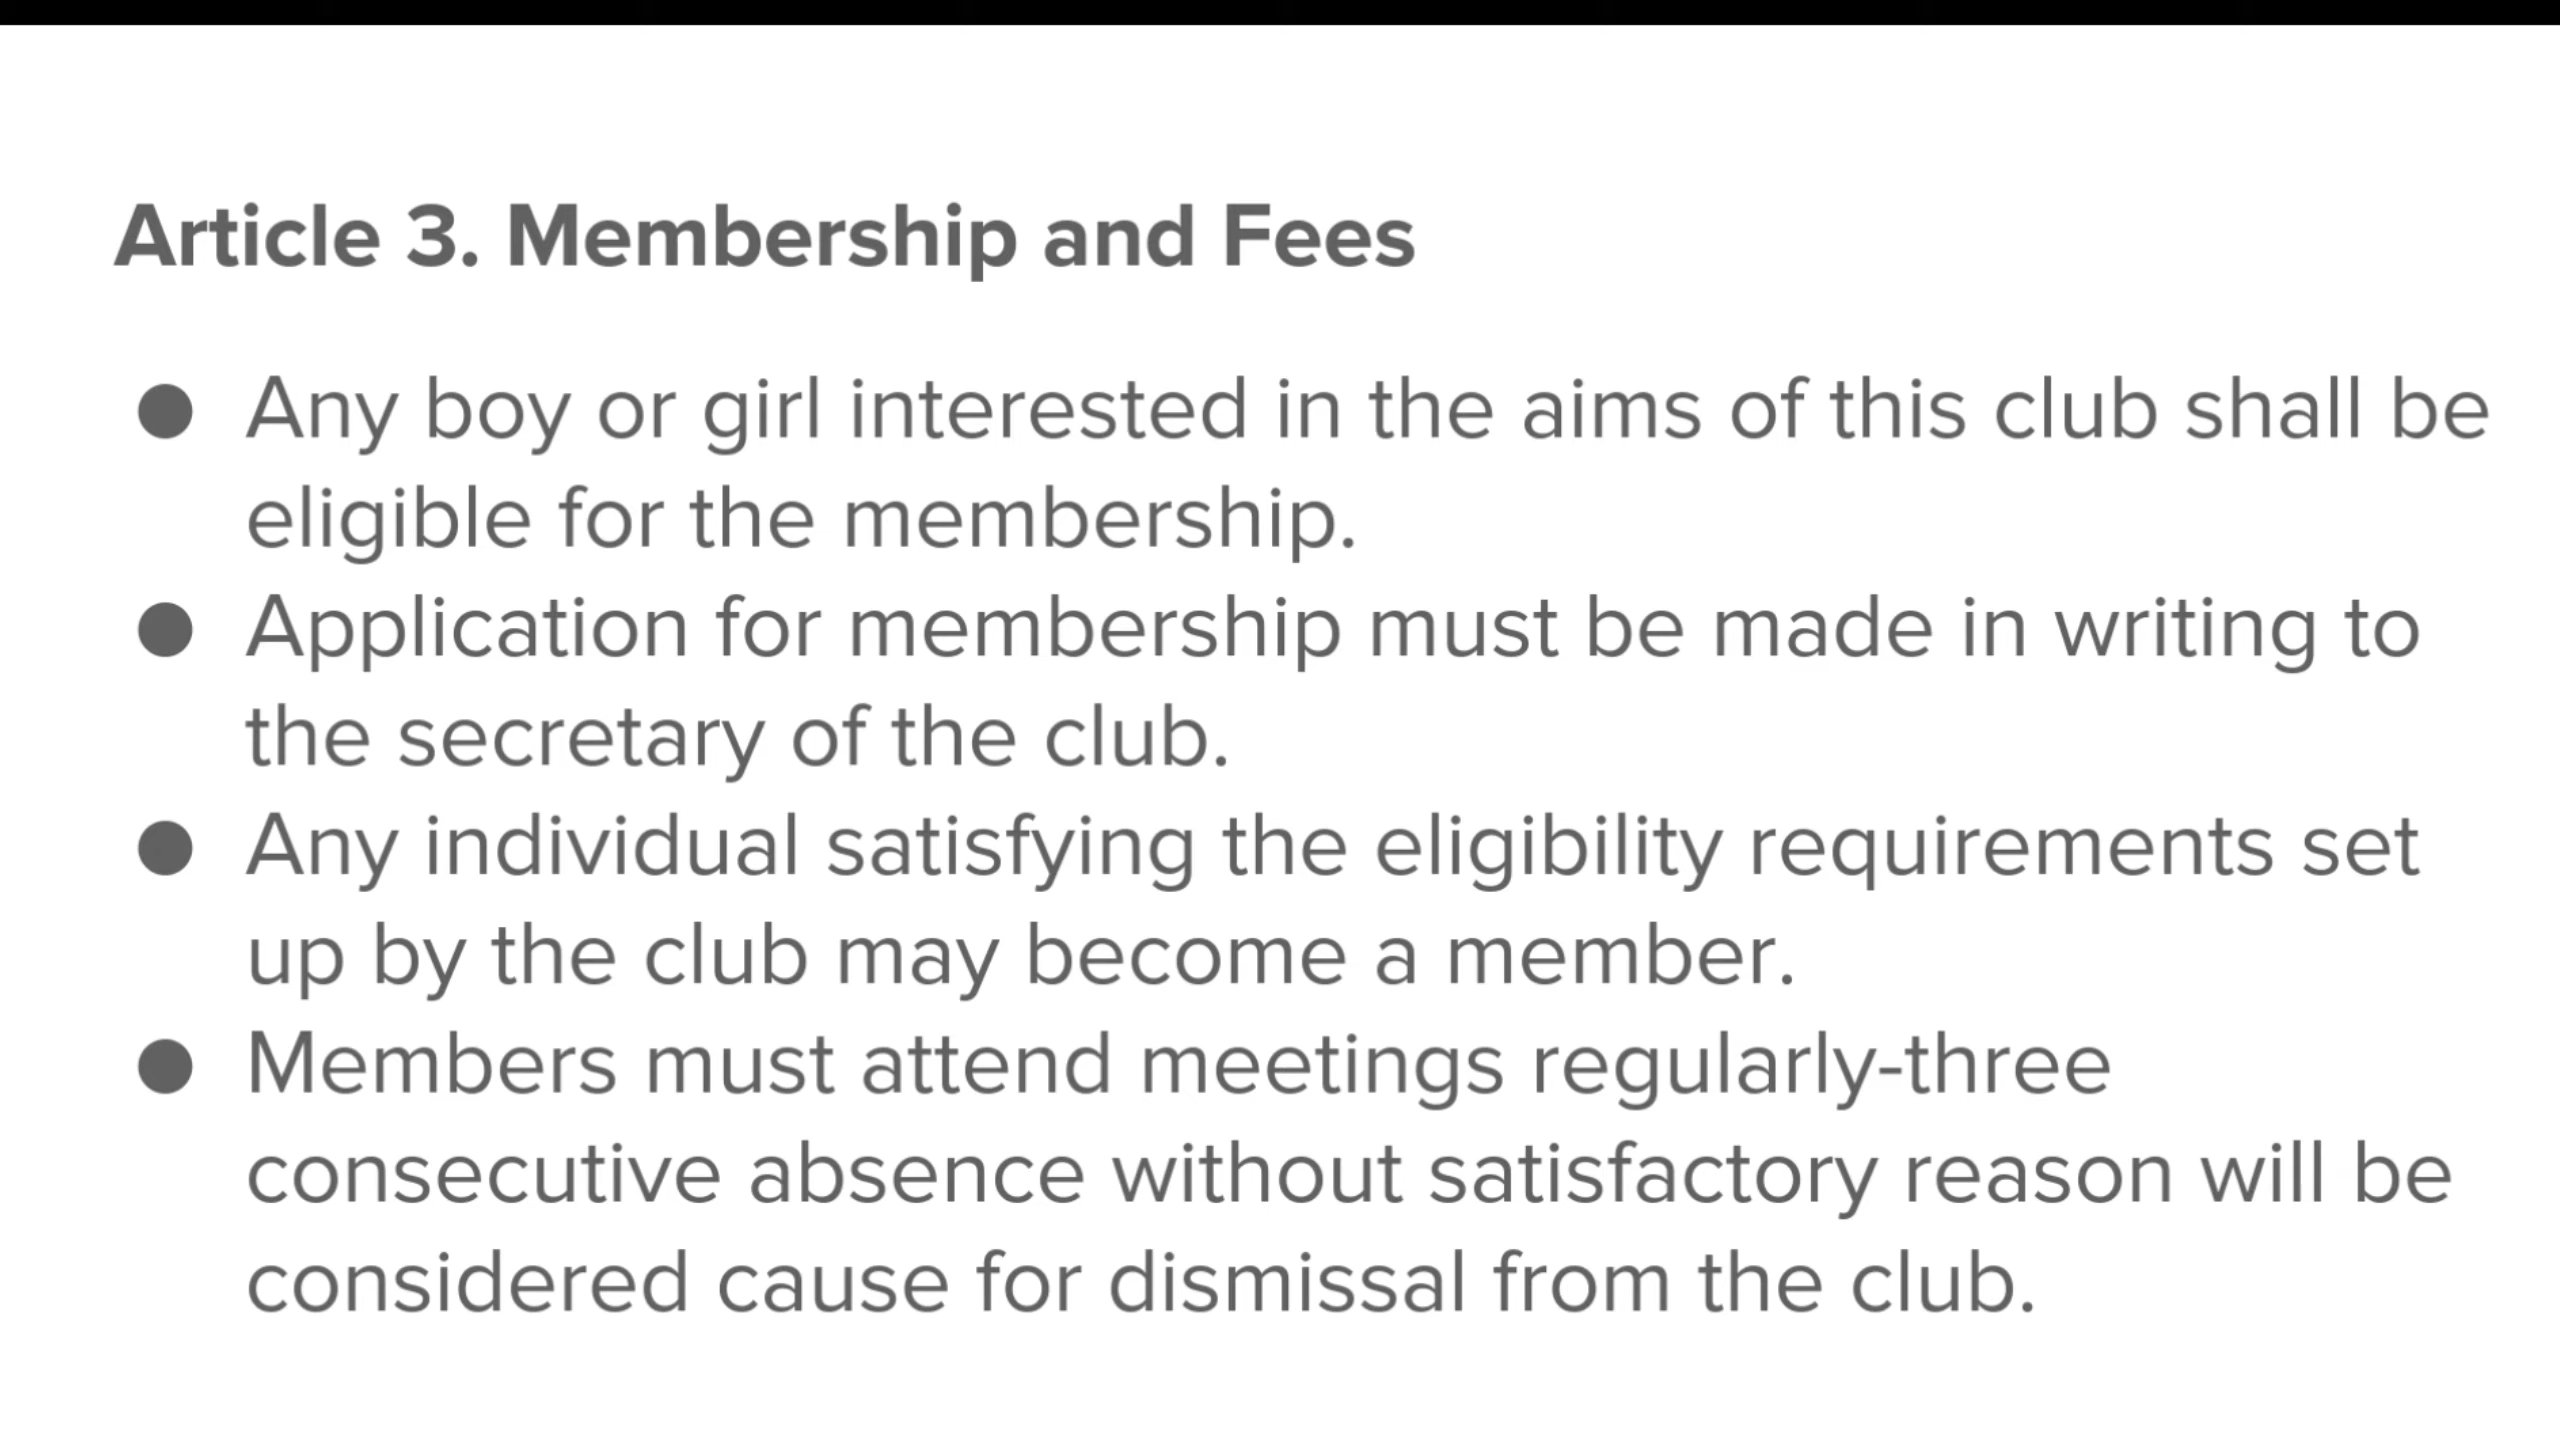 Article 3. Membership and Fees
● Any boy or girl interested in the aims of this club shall be
eligible for the membership.
● Application for membership must be made in writing to
the secretary of the club.
● Any individual satisfying the eligibility requirements set
up by the club may become a member.
● Members must attend meetings regularly-three
consecutive absence without satisfactory reason will be
considered cause for dismissal from the club.